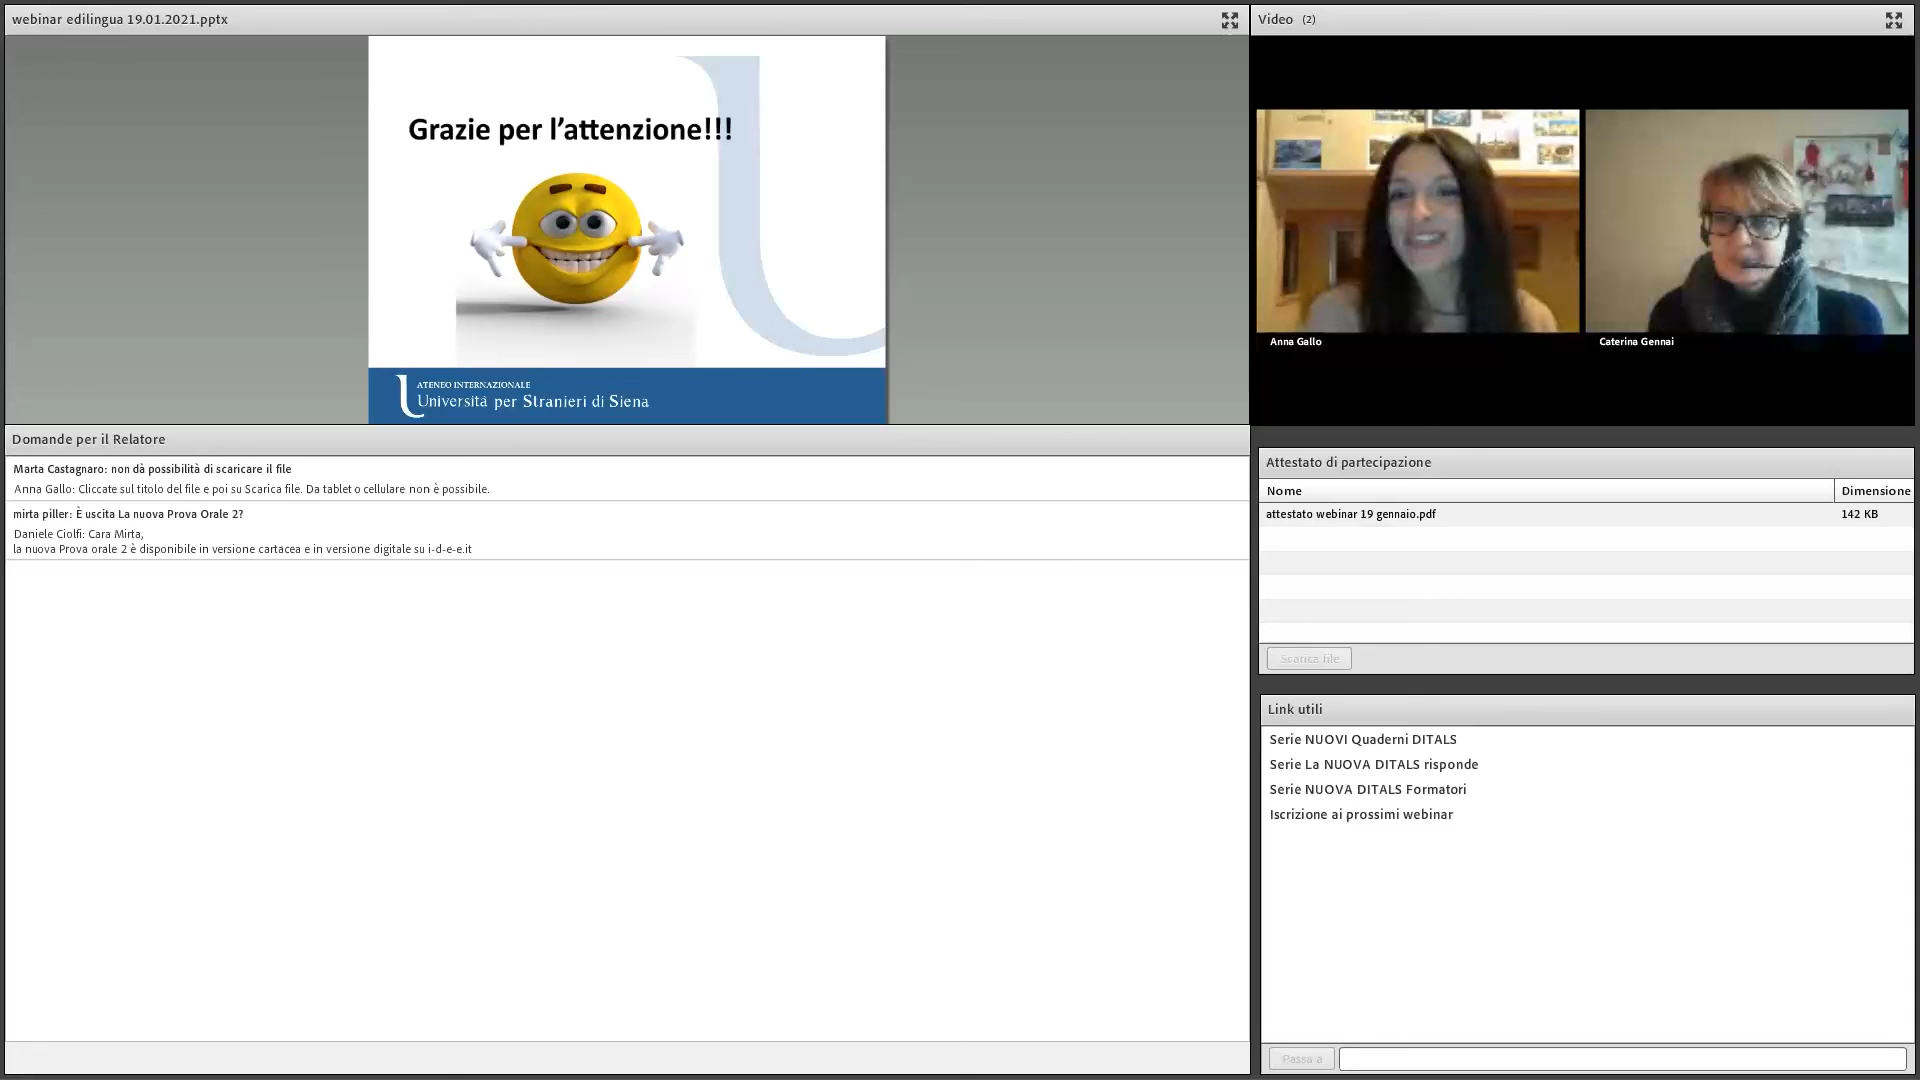 webinar edilingua 19.01.2021.pptx
Grazie per l'attenzione!!!
ATENEO INTERNAZIONALE
Università per Stranieri di Siena
Video (2)
Anna Gallo
Caterina Gennai
Domande per il Relatore
Marta Castagnaro: non dà possibilità di scaricare il file
Anna Gallo: Cliccate sul titolo del file e poi su Scarica file. Da tablet o cellulare non è possibile.
mirta piller: È uscita La nuova Prova Orale 2?
Daniele Ciolfi: Cara Mirta,
la nuova Prova orale 2 è disponibile in versione cartacea e in versione digitale su i-d-e-e.it
Attestato di partecipazione
Nome Dimensione
attestato webinar 19 gennaio.pdf 142 KB
Scarica file
Link utili
Serie NUOVI Quaderni DITALS
Serie La NUOVA DITALS risponde
Serie NUOVA DITALS Formatori
Iscrizione ai prossimi webinar
Passa a